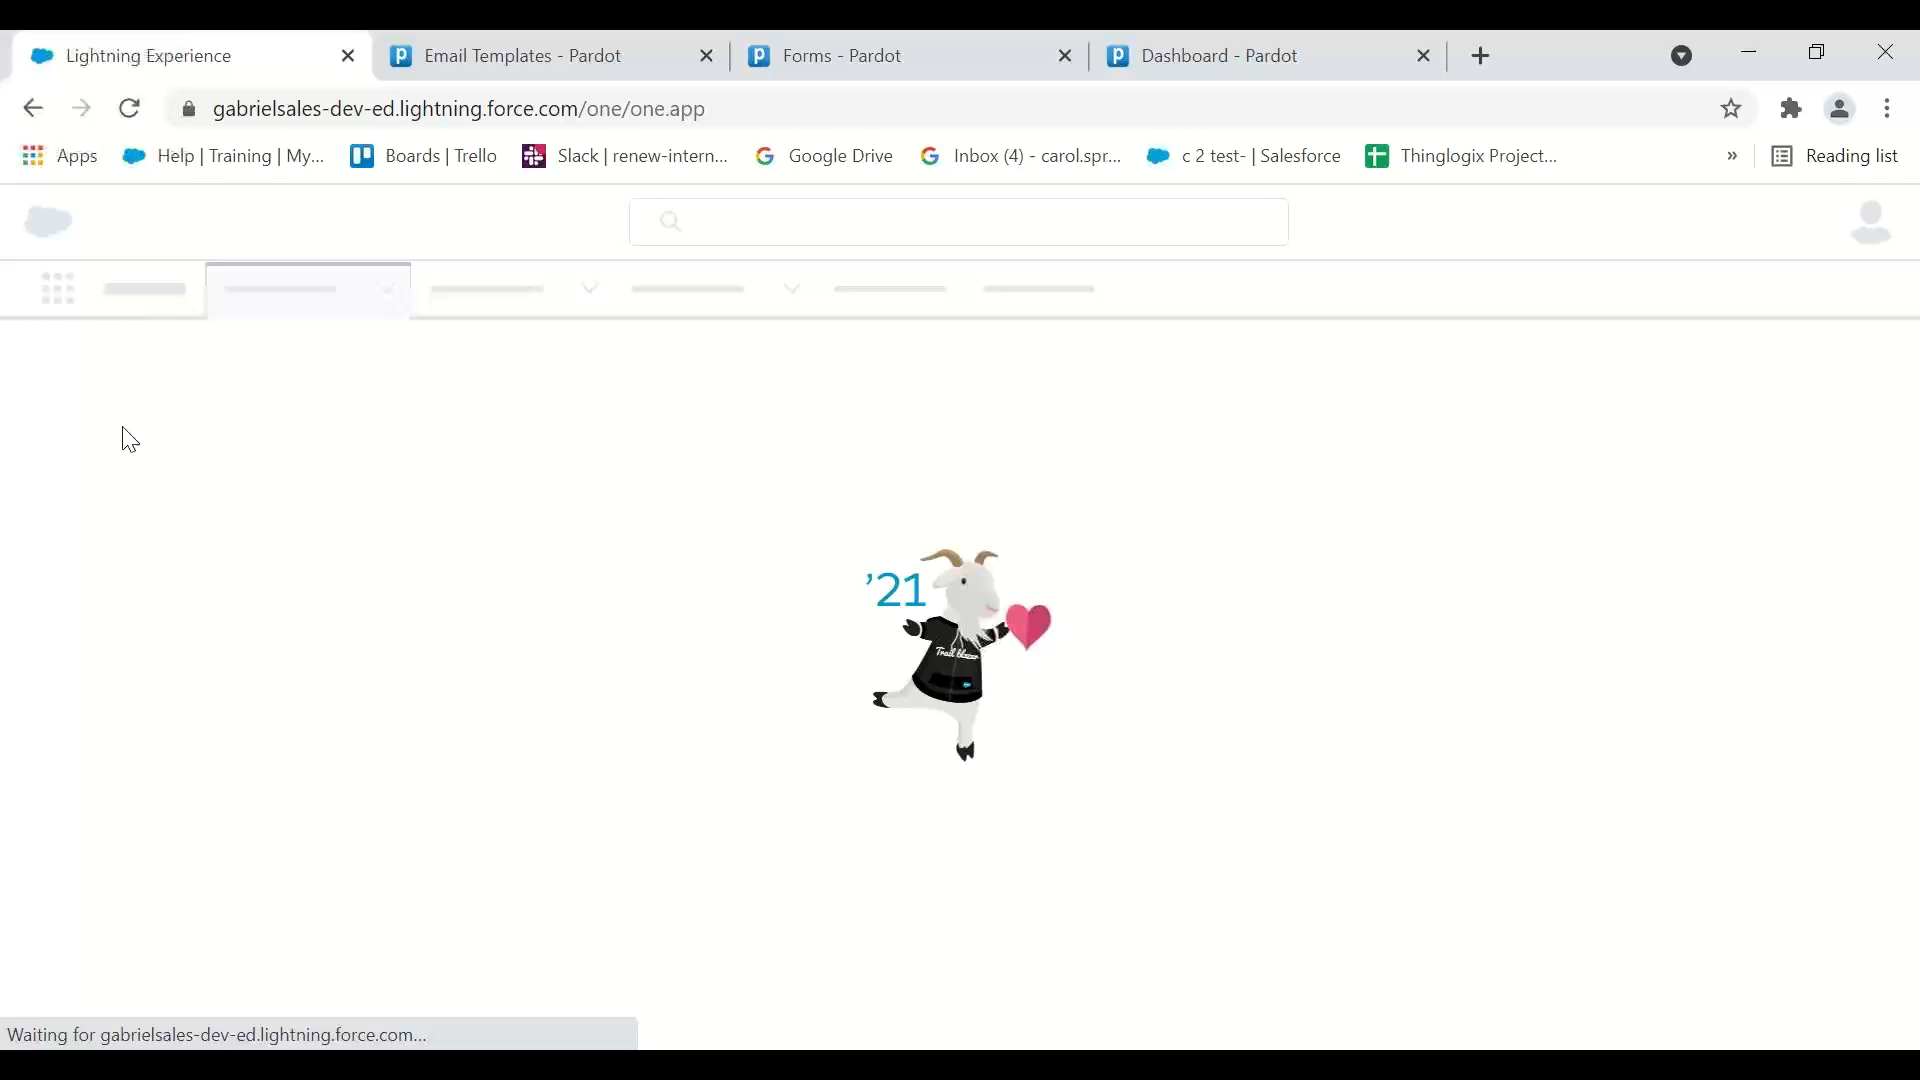 Lightning Experience
Email Templates - Pardot
Forms - Pardot
Dashboard - Pardot
gabrielsales-dev-ed.lightning.force.com/one/one.app
Apps
Help | Training | My...
Boards | Trello
Slack | renew-intern...
Google Drive
Inbox (4) - carol.spr...
c 2 test- | Salesforce
Thinglogix Project...
»
Reading list
’21
Trailblazer
Waiting for gabrielsales-dev-ed.lightning.force.com...